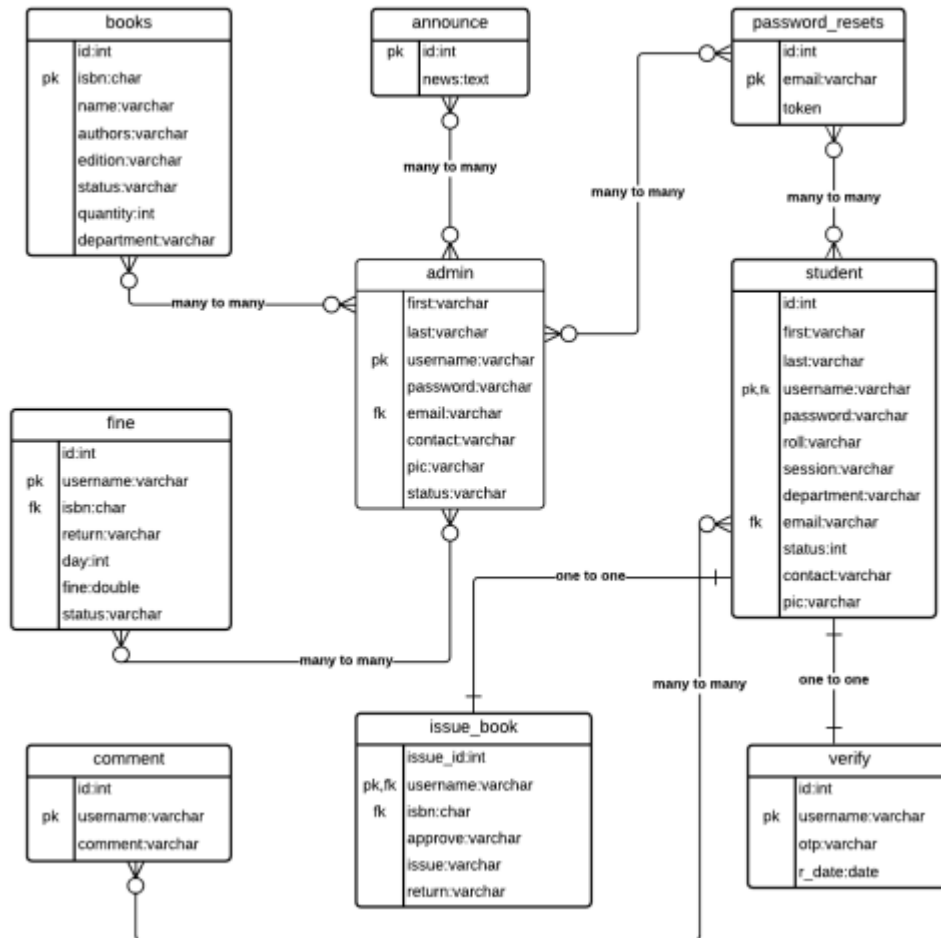 books
id:int
pk isbn:char
name:varchar
authors:varchar
edition:varchar
status:varchar
quantity:int
department:varchar
announce
pk id:int
news:text
password_resets
id:int
pk email:varchar
token
many to many
many to many
many to many
many to many
admin
first:varchar
last:varchar
pk username:varchar
password:varchar
fk email:varchar
contact:varchar
pic:varchar
status:varchar
student
id:int
first:varchar
last:varchar
pk,fk username:varchar
password:varchar
roll:varchar
session:varchar
department:varchar
fk email:varchar
status:int
contact:varchar
pic:varchar
fine
id:int
pk username:varchar
fk isbn:char
return:varchar
day:int
fine:double
status:varchar
one to one
many to many
many to many
one to one
comment
id:int
pk username:varchar
comment:varchar
issue_book
issue_id:int
pk,fk username:varchar
fk isbn:char
approve:varchar
issue:varchar
return:varchar
verify
id:int
pk username:varchar
otp:varchar
r_date:date